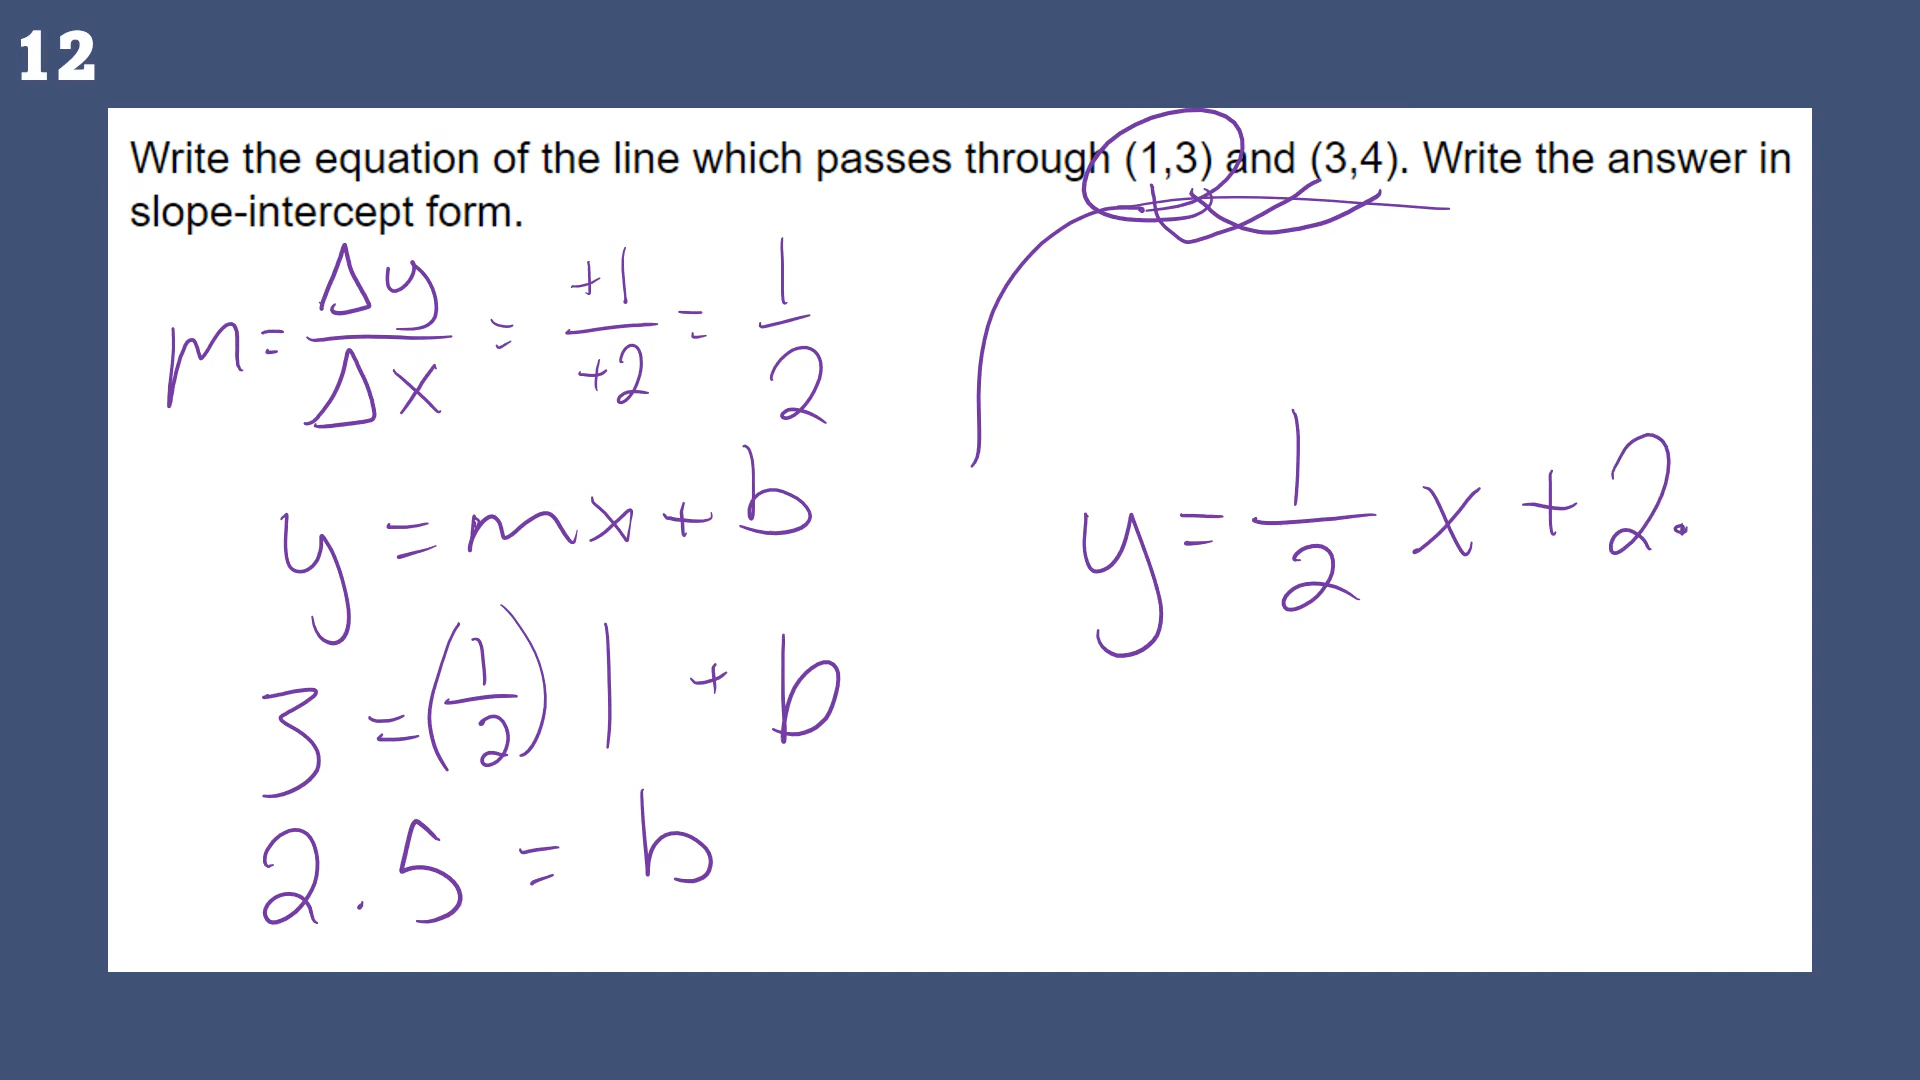 12
Write the equation of the line which passes through (1,3) and (3,4). Write the answer in
slope-intercept form.
m = Δy/Δx = +1/+2 = 1/2
y = mx + b
3 = (1/2) 1 + b
2.5 = b
y = 1/2 x + 2.